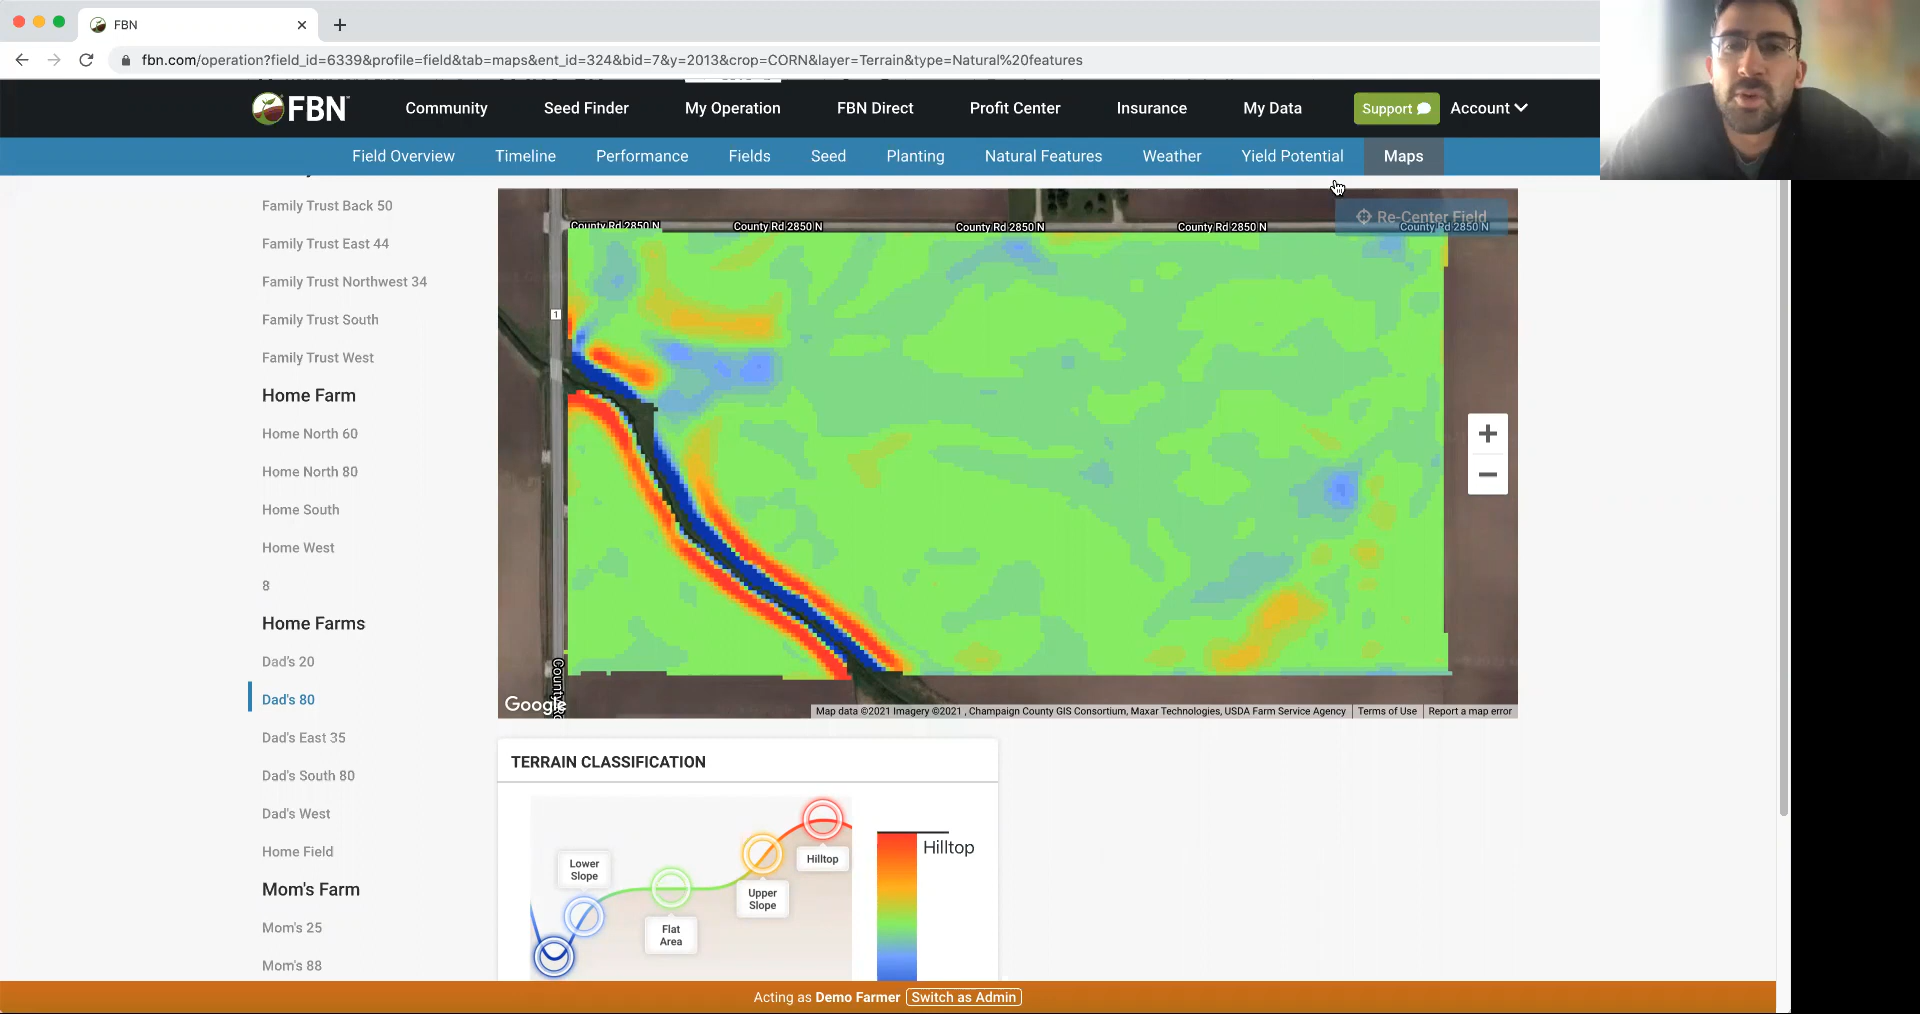 FBN
fbn.com/operation?field_id=6339&profile=field&tab=maps&ent_id=324&bid=7&y=2013&crop=CORN&layer=Terrain&type=Natural%20features
FBN
Community
Seed Finder
My Operation
FBN Direct
Profit Center
Insurance
My Data
Support
Account
Field Overview
Timeline
Performance
Fields
Seed
Planting
Natural Features
Weather
Yield Potential
Maps
Family Trust Back 50
Family Trust East 44
Family Trust Northwest 34
Family Trust South
Family Trust West
Home Farm
Home North 60
Home North 80
Home South
Home West
8
Home Farms
Dad's 20
Dad's 80
Dad's East 35
Dad's South 80
Dad's West
Home Field
Mom's Farm
Mom's 25
Mom's 88
Re-Center Field
County Rd 2850 N
County Rd 2850 N
County Rd 2850 N
County Rd 2850 N
County Rd 2850 N
1
Google
Map data ©2021 Imagery ©2021 , Champaign County GIS Consortium, Maxar Technologies, USDA Farm Service Agency
Terms of Use
Report a map error
TERRAIN CLASSIFICATION
Lower
Slope
Flat
Area
Upper
Slope
Hilltop
Hilltop
Acting as Demo Farmer
Switch as Admin